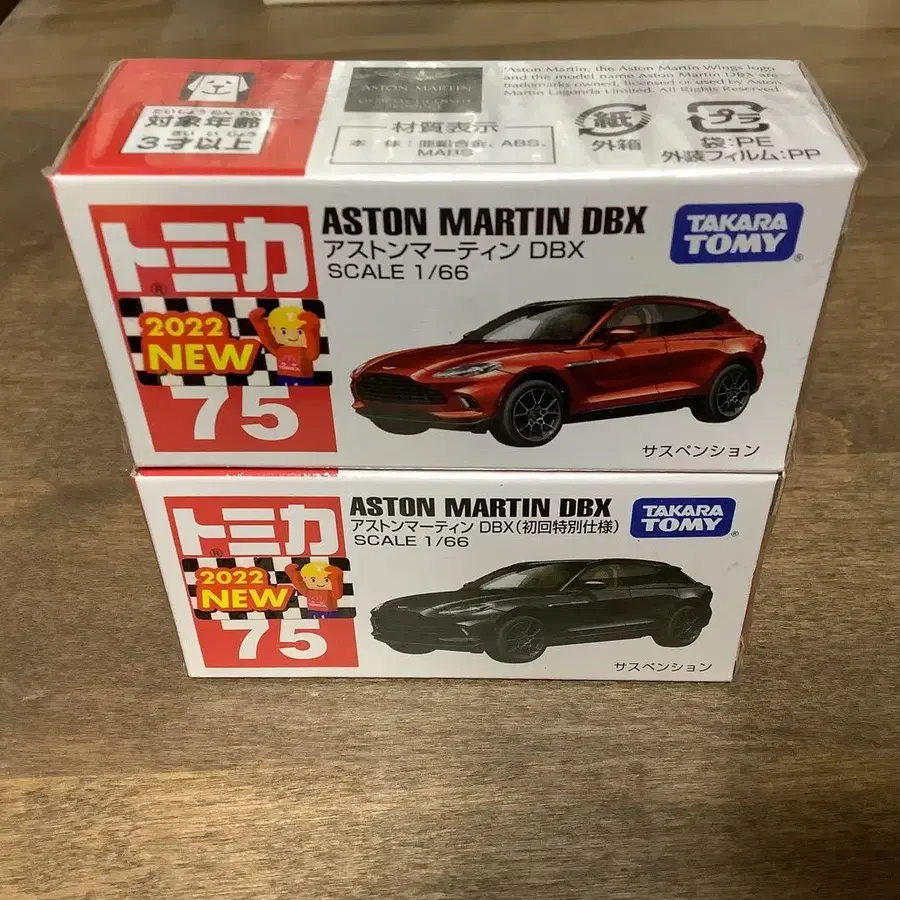 たいしょうねんれい
対象年齢
さいいじょう
3才以上
ASTON MARTIN
材質表示
本 体:亜鉛合金、ABS、
MABS
Aston Martin, the Aston Martin Wings logo
and the model name Aston Martin DBX are
trademarks owned, licensed or used by Aston
Martin Lagonda Limited. All Rights Reserved.
紙
外箱
プラ
袋:PE
外装フィルム:PP
トミカ
®
2022
NEW
75
ASTON MARTIN DBX
アストンマーティン DBX
SCALE 1/66
TAKARA
TOMY
®
サスペンション
トミカ
®
2022
NEW
75
ASTON MARTIN DBX
アストンマーティン DBX(初回特別仕様)
SCALE 1/66
TAKARA
TOMY
®
サスペンション